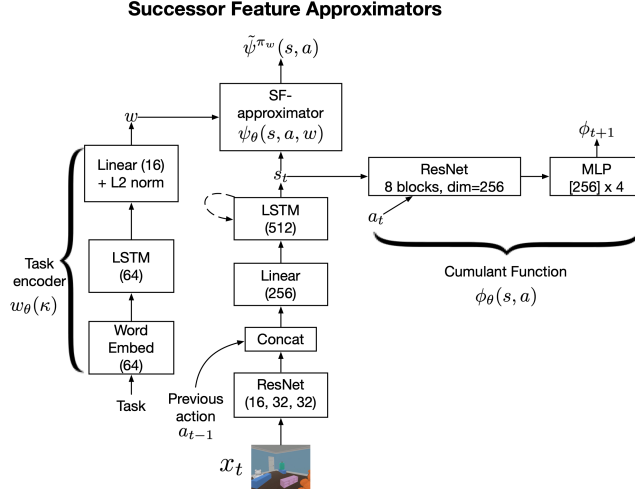 Successor Feature Approximators
ψ̃^{π_w}(s, a)
SF-
approximator
ψ_θ(s, a, w)
w
Linear (16)
+ L2 norm
LSTM
(64)
Word
Embed
(64)
Task
Task
encoder
w_θ(κ)
s_t
LSTM
(512)
Linear
(256)
Concat
Previous
action
a_{t−1}
ResNet
(16, 32, 32)
x_t
ResNet
8 blocks, dim=256
a_t
MLP
[256] x 4
ϕ_{t+1}
Cumulant Function
ϕ_θ(s, a)